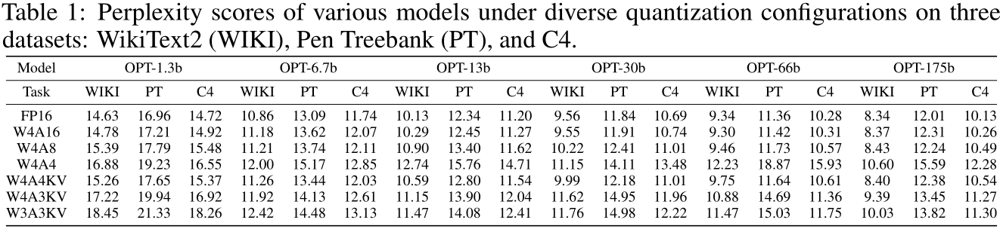 Table 1: Perplexity scores of various models under diverse quantization configurations on three
datasets: WikiText2 (WIKI), Pen Treebank (PT), and C4.
Model OPT-1.3b OPT-6.7b OPT-13b OPT-30b OPT-66b OPT-175b
Task WIKI PT C4 WIKI PT C4 WIKI PT C4 WIKI PT C4 WIKI PT C4 WIKI PT C4
FP16 14.63 16.96 14.72 10.86 13.09 11.74 10.13 12.34 11.20 9.56 11.84 10.69 9.34 11.36 10.28 8.34 12.01 10.13
W4A16 14.78 17.21 14.92 11.18 13.62 12.07 10.29 12.45 11.27 9.55 11.91 10.74 9.30 11.42 10.31 8.37 12.31 10.26
W4A8 15.39 17.79 15.48 11.21 13.74 12.11 10.90 13.40 11.62 10.22 12.41 11.01 9.46 11.73 10.57 8.43 12.24 10.49
W4A4 16.88 19.23 16.55 12.00 15.17 12.85 12.74 15.76 14.71 11.15 14.11 13.48 12.23 18.87 15.93 10.60 15.59 12.28
W4A4KV 15.26 17.65 15.37 11.26 13.44 12.03 10.59 12.80 11.54 9.99 12.18 11.01 9.75 11.64 10.61 8.40 12.38 10.54
W4A3KV 17.22 19.94 16.92 11.92 14.13 12.61 11.15 13.90 12.04 11.62 14.95 11.96 10.88 14.69 11.36 9.39 13.45 11.27
W3A3KV 18.45 21.33 18.26 12.42 14.48 13.13 11.47 14.08 12.41 11.76 14.98 12.22 11.47 15.03 11.75 10.03 13.82 11.30